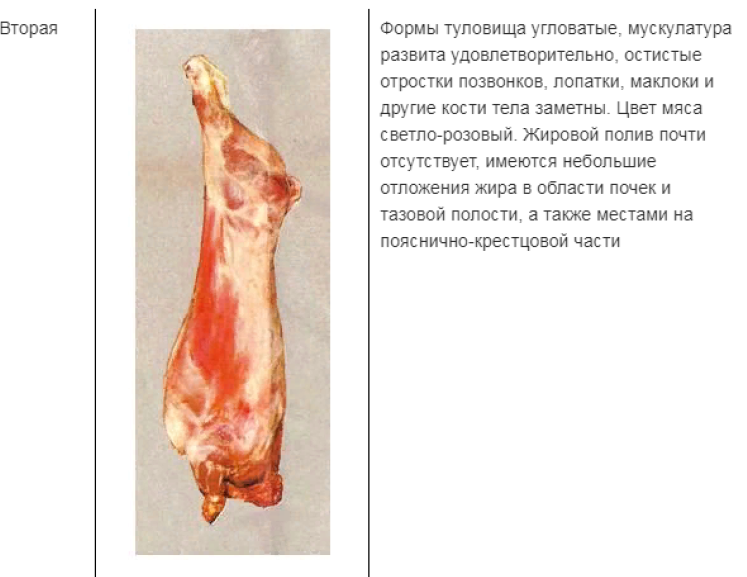 Вторая
Формы туловища угловатые, мускулатура
развита удовлетворительно, остистые
отростки позвонков, лопатки, маклоки и
другие кости тела заметны. Цвет мяса
светло-розовый. Жировой полив почти
отсутствует, имеются небольшие
отложения жира в области почек и
тазовой полости, а также местами на
пояснично-крестцовой части